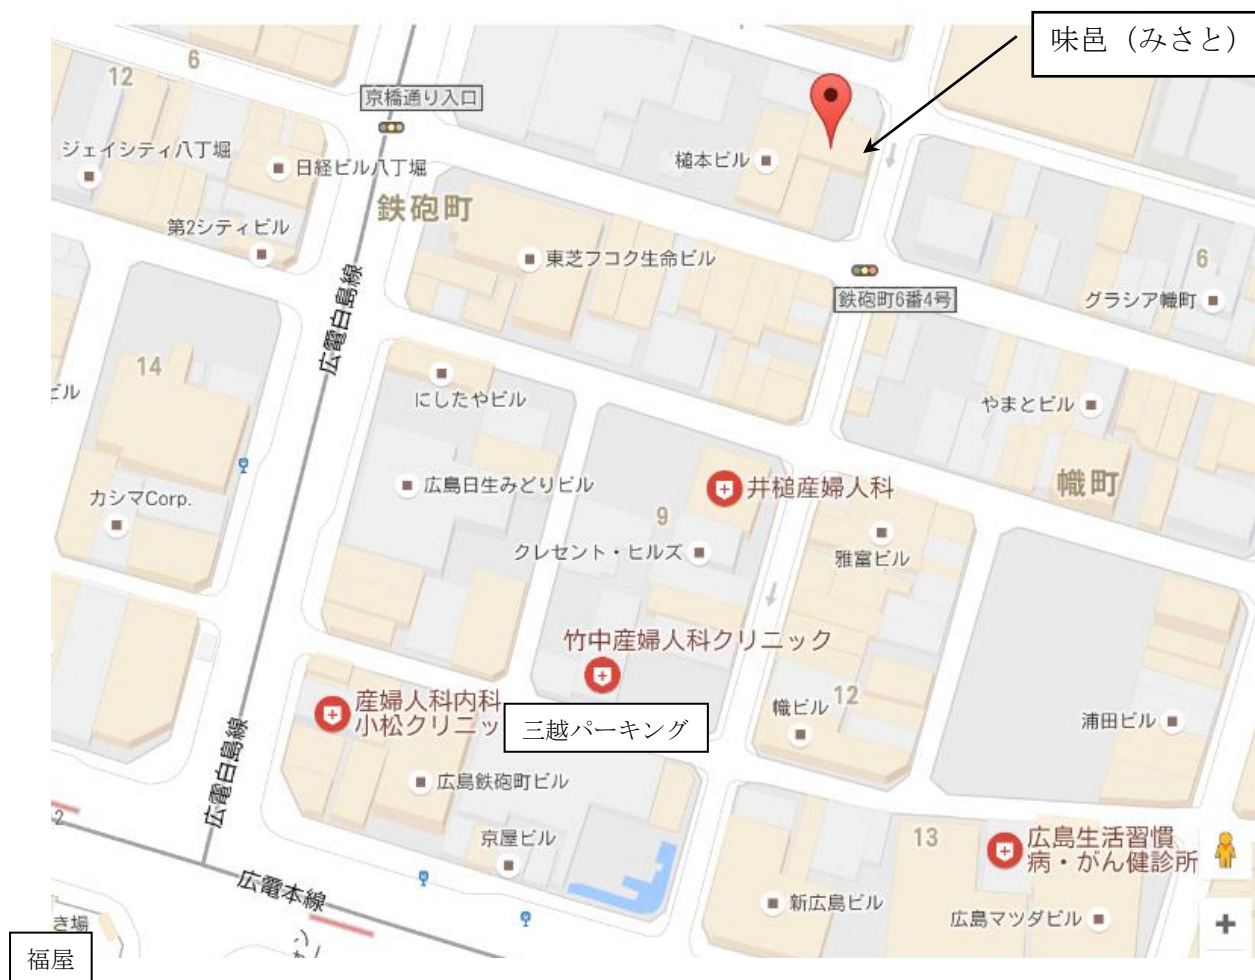 味邑（みさと）
6
12
京橋通り入口
ジェイシティ八丁堀
日経ビル八丁堀
槌本ビル
鉄砲町
第2シティビル
東芝フコク生命ビル
6
グラシア幟町
鉄砲町6番4号
広電白島線
14
ビル
にしたやビル
やまとビル
カシマCorp.
広島日生みどりビル
井槌産婦人科
幟町
9
クレセント・ヒルズ
雅富ビル
竹中産婦人科クリニック
産婦人科内科
小松クリニッ
三越パーキング
幟ビル
12
浦田ビル
広電白島線
広島鉄砲町ビル
2
京屋ビル
13
広島生活習慣
病・がん健診所
広電本線
新広島ビル
広島マツダビル
き場
福屋